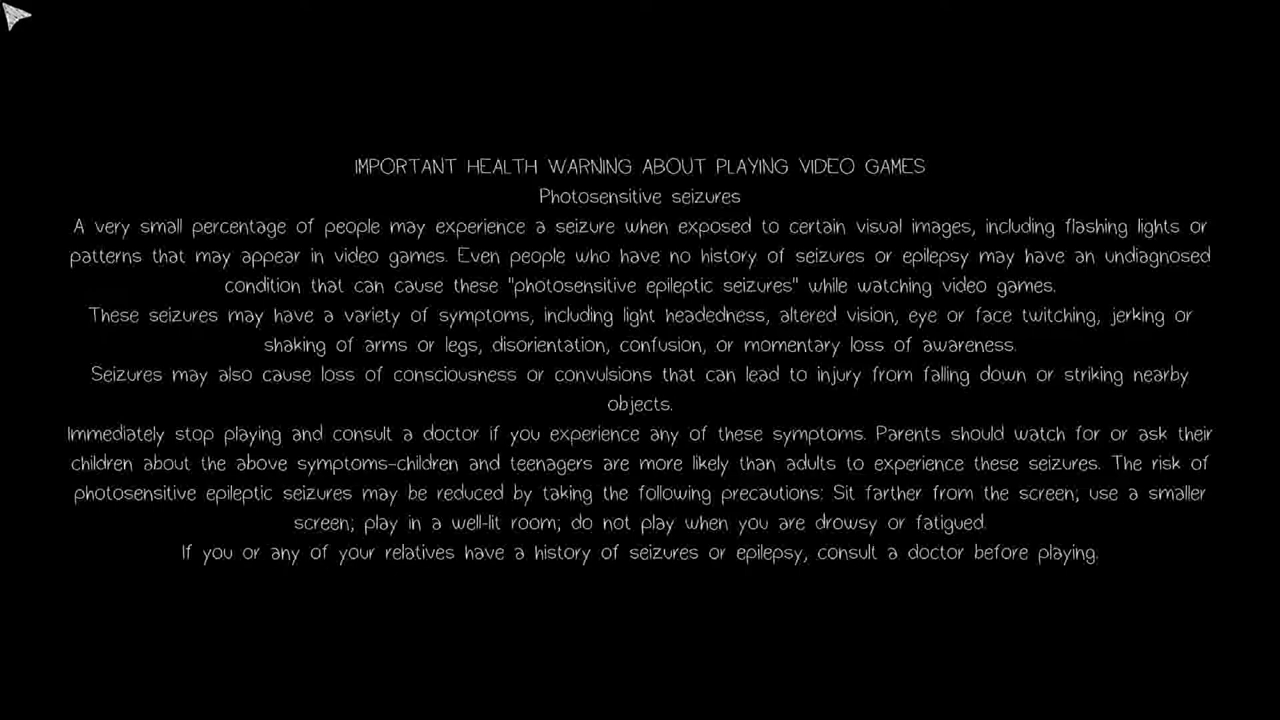 IMPORTANT HEALTH WARNING ABOUT PLAYING VIDEO GAMES
Photosensitive seizures
A very small percentage of people may experience a seizure when exposed to certain visual images, including flashing lights or
patterns that may appear in video games. Even people who have no history of seizures or epilepsy may have an undiagnosed
condition that can cause these "photosensitive epileptic seizures" while watching video games.
These seizures may have a variety of symptoms, including light headedness, altered vision, eye or face twitching, jerking or
shaking of arms or legs, disorientation, confusion, or momentary loss of awareness.
Seizures may also cause loss of consciousness or convulsions that can lead to injury from falling down or striking nearby
objects.
Immediately stop playing and consult a doctor if you experience any of these symptoms. Parents should watch for or ask their
children about the above symptoms-children and teenagers are more likely than adults to experience these seizures. The risk of
photosensitive epileptic seizures may be reduced by taking the following precautions: Sit farther from the screen; use a smaller
screen; play in a well-lit room; do not play when you are drowsy or fatigued.
If you or any of your relatives have a history of seizures or epilepsy, consult a doctor before playing.